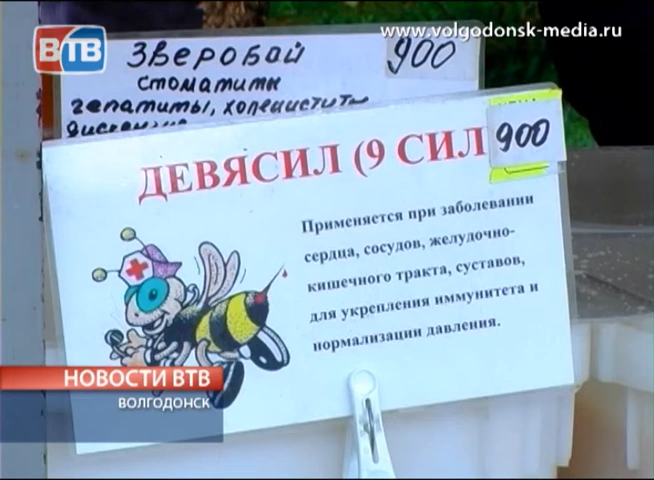 ВТВ
www.volgodonsk-media.ru
ЗВЕРОБОЙ
900
СТОМАТИТЫ
ГЕПАТИТЫ, ХОЛЕЦИСТИТЫ
ДЕВЯСИЛ (9 СИЛ
900
Применяется при заболевании
сердца, сосудов, желудочно-
кишечного тракта, суставов,
для укрепления иммунитета и
нормализации давления.
НОВОСТИ ВТВ
ВОЛГОДОНСК